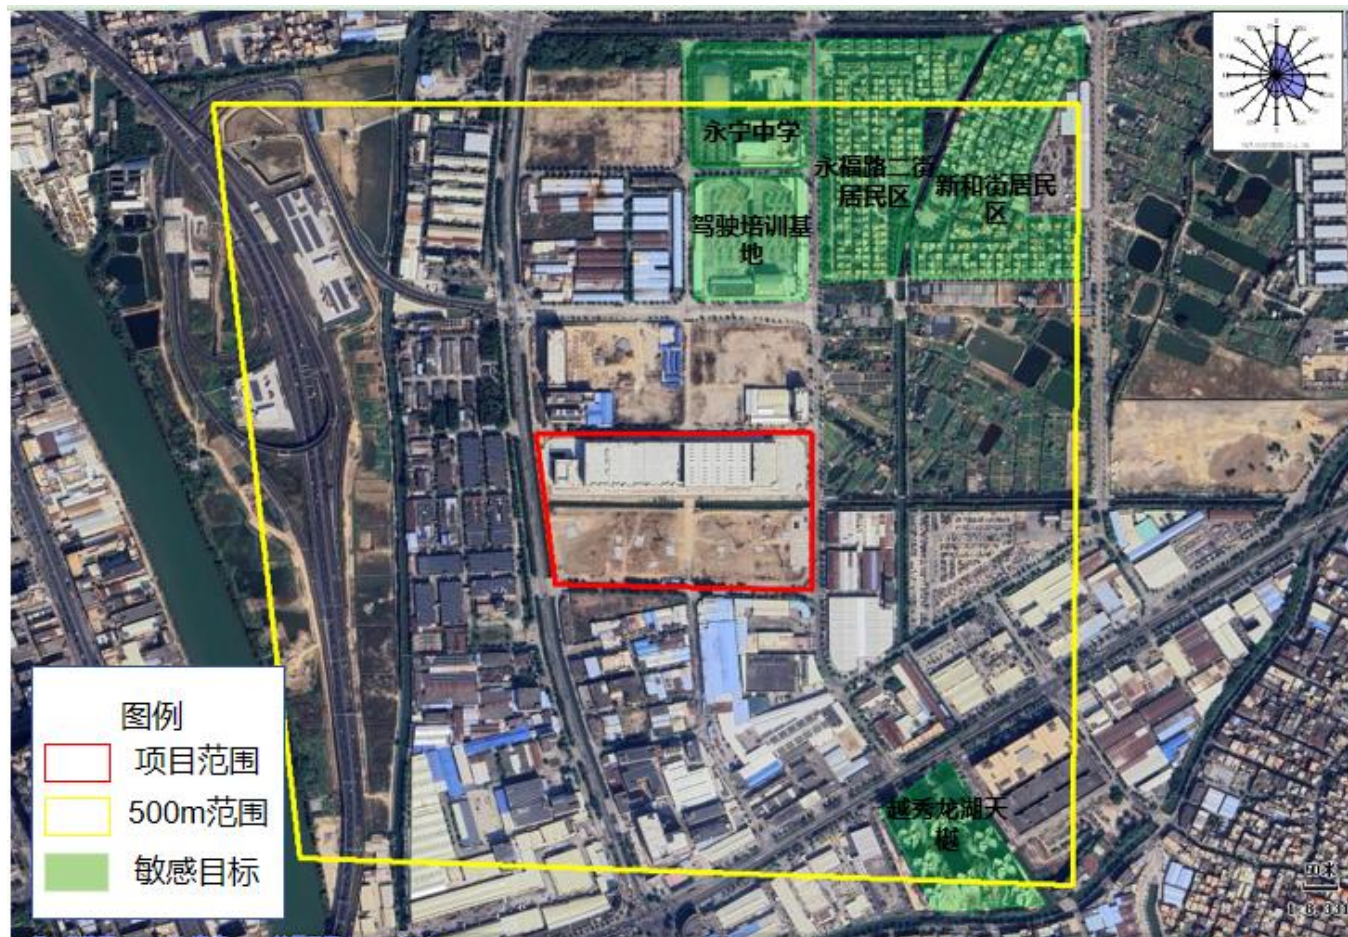 永宁中学
永福路二街
居民区
新和街居民
区
驾驶培训基
地
越秀龙湖天
樾
图例
项目范围
500m范围
敏感目标